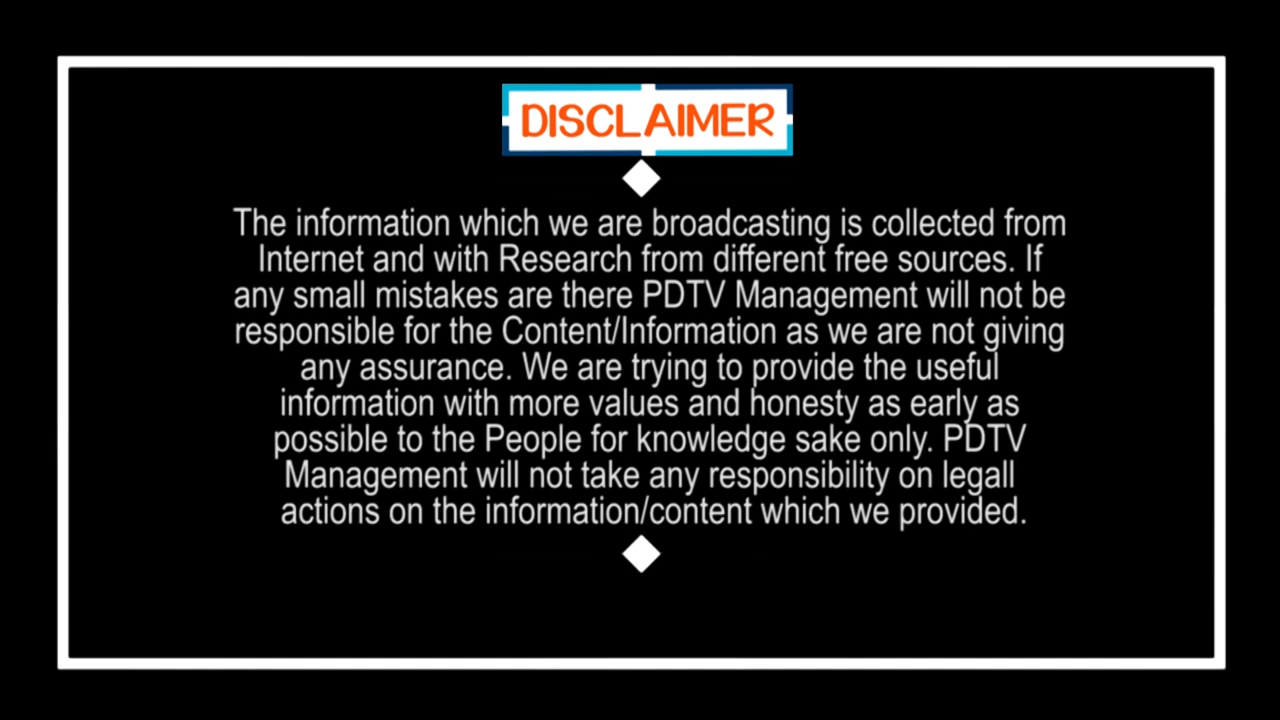 DISCLAIMER
The information which we are broadcasting is collected from
Internet and with Research from different free sources. If
any small mistakes are there PDTV Management will not be
responsible for the Content/Information as we are not giving
any assurance. We are trying to provide the useful
information with more values and honesty as early as
possible to the People for knowledge sake only. PDTV
Management will not take any responsibility on legall
actions on the information/content which we provided.